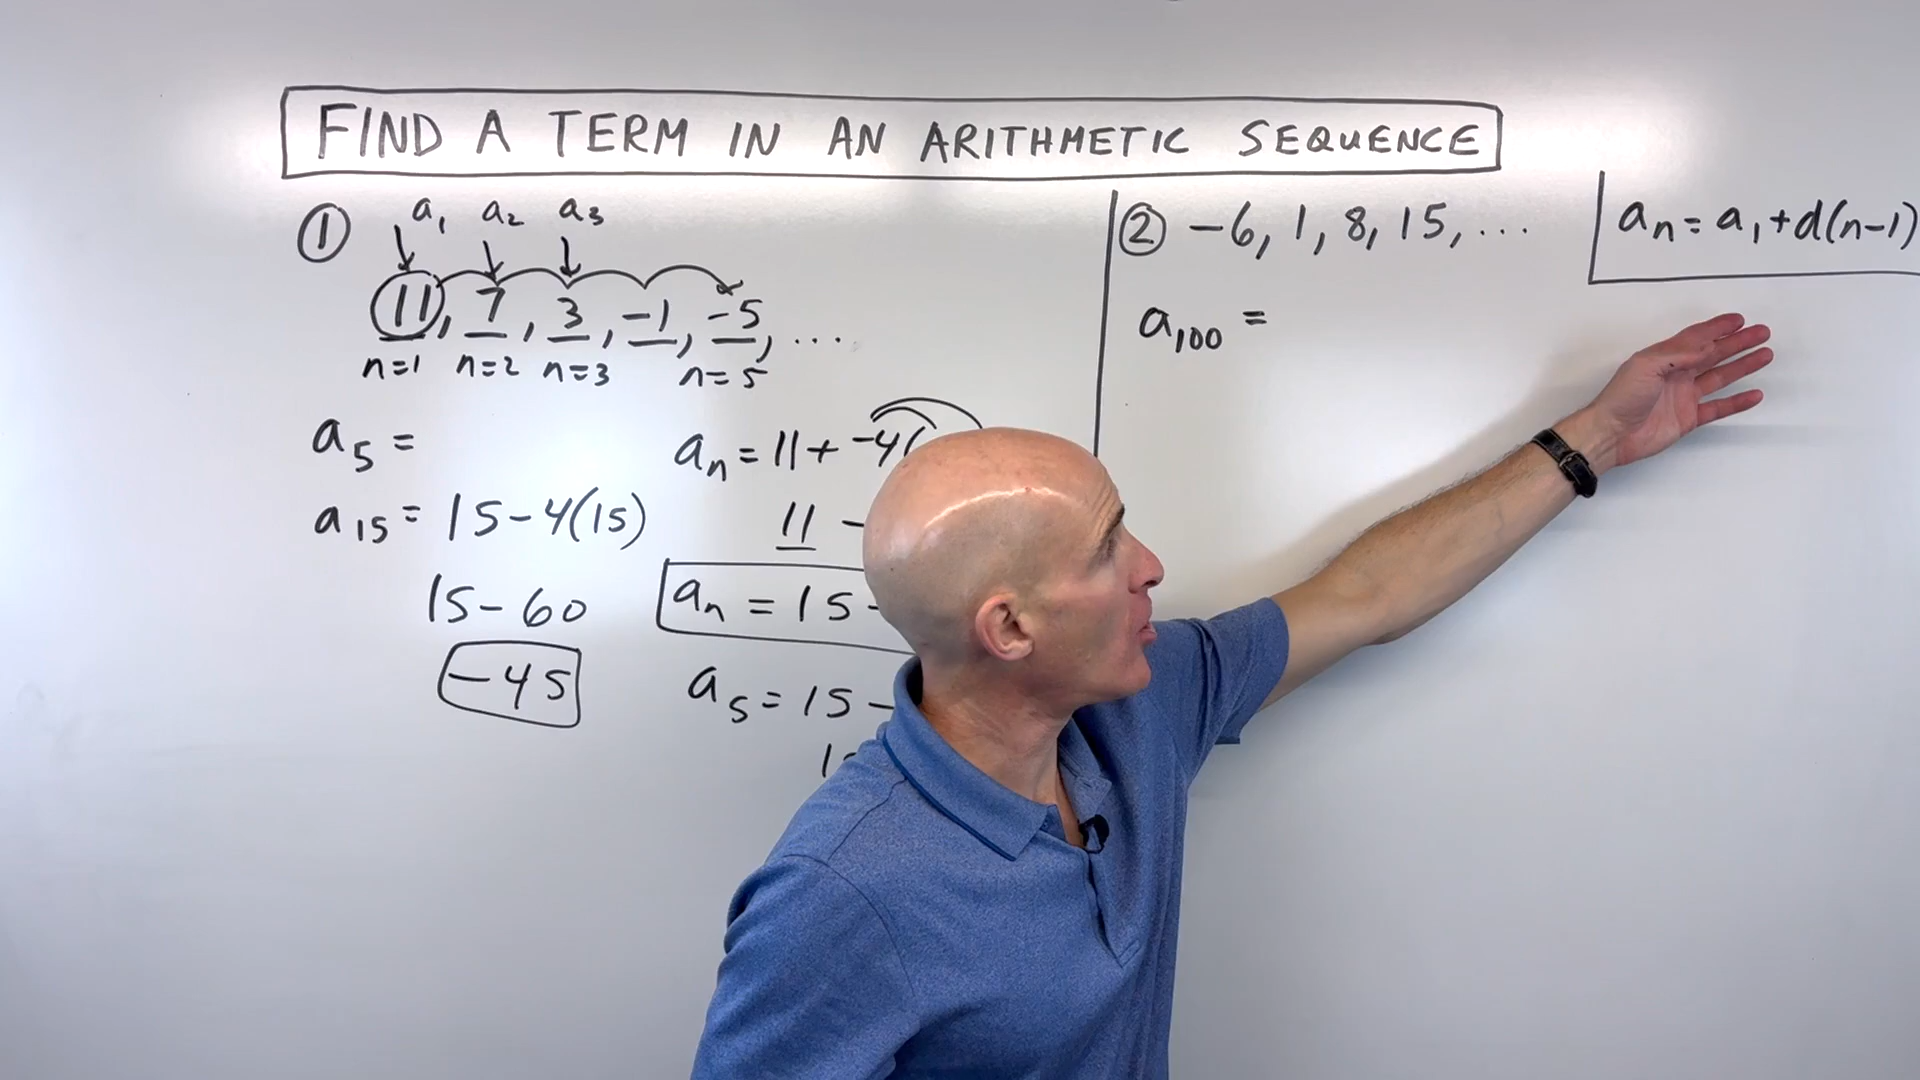 FIND A TERM IN AN ARITHMETIC SEQUENCE
① a₁ a₂ a₃
11, 7, 3, -1, -5, ...
n=1 n=2 n=3 n=5
a₅ =
a₁₅ = 15-4(15)
15-60
-45
aₙ = 11 + -4(
11 -
aₙ = 15-
a₅ = 15-
② -6, 1, 8, 15, ...
a₁₀₀ =
aₙ = a₁+d(n-1)